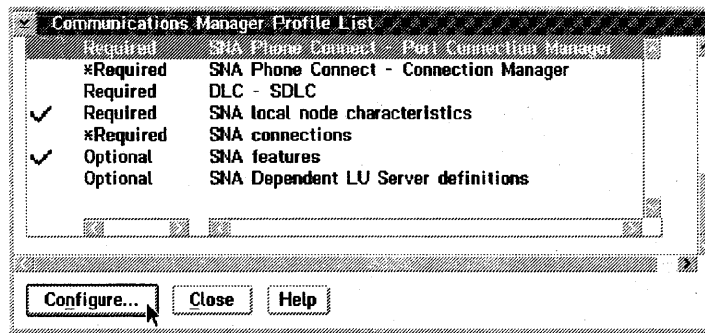 Communications Manager Profile List
Required SNA Phone Connect - Port Connection Manager
*Required SNA Phone Connect - Connection Manager
Required DLC - SDLC
Required SNA local node characteristics
*Required SNA connections
Optional SNA features
Optional SNA Dependent LU Server definitions
Configure... Close Help